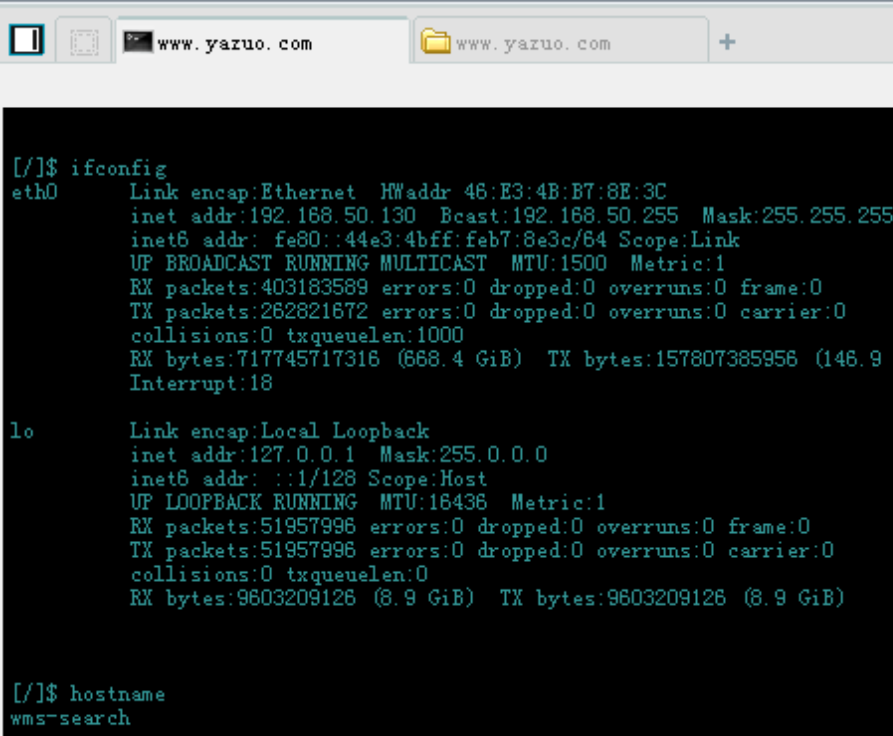 www.yazuo.com www.yazuo.com +
[/]$ ifconfig
eth0 Link encap:Ethernet HWaddr 46:E3:4B:B7:8E:3C
inet addr:192.168.50.130 Bcast:192.168.50.255 Mask:255.255.255
inet6 addr: fe80::44e3:4bff:feb7:8e3c/64 Scope:Link
UP BROADCAST RUNNING MULTICAST MTU:1500 Metric:1
RX packets:403183589 errors:0 dropped:0 overruns:0 frame:0
TX packets:262821672 errors:0 dropped:0 overruns:0 carrier:0
collisions:0 txqueuelen:1000
RX bytes:717745717316 (668.4 GiB) TX bytes:157807385956 (146.9
Interrupt:18
lo Link encap:Local Loopback
inet addr:127.0.0.1 Mask:255.0.0.0
inet6 addr: ::1/128 Scope:Host
UP LOOPBACK RUNNING MTU:16436 Metric:1
RX packets:51957996 errors:0 dropped:0 overruns:0 frame:0
TX packets:51957996 errors:0 dropped:0 overruns:0 carrier:0
collisions:0 txqueuelen:0
RX bytes:9603209126 (8.9 GiB) TX bytes:9603209126 (8.9 GiB)
[/]$ hostname
wms-search